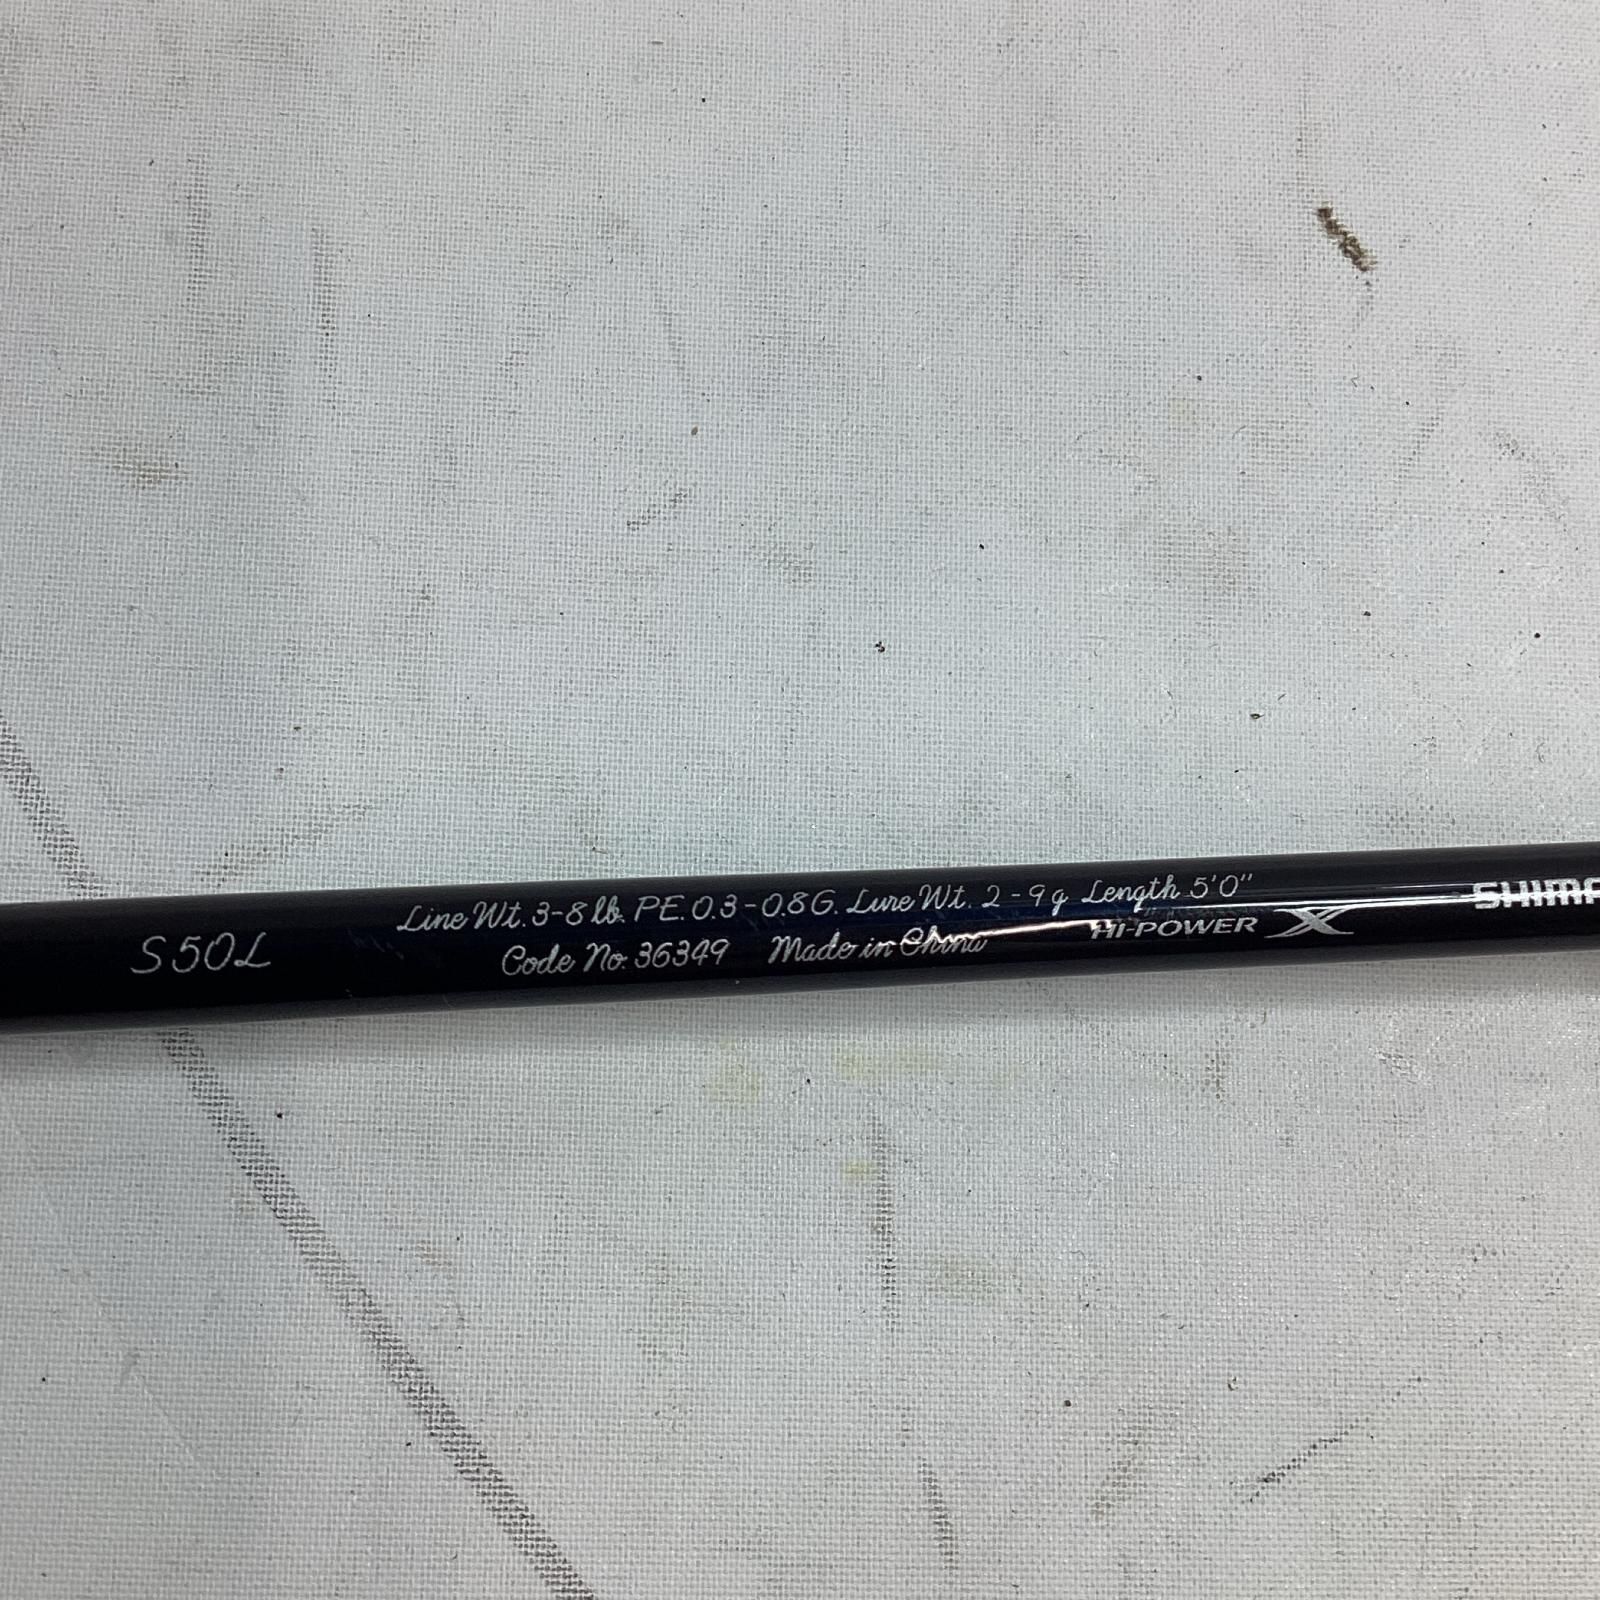 S50L
Line Wt. 3-8 lb. PE. 0.3-0.8G. Lure Wt. 2-9g Length 5'0"
Code No. 36349 Made in China
HI-POWER X
SHIMA